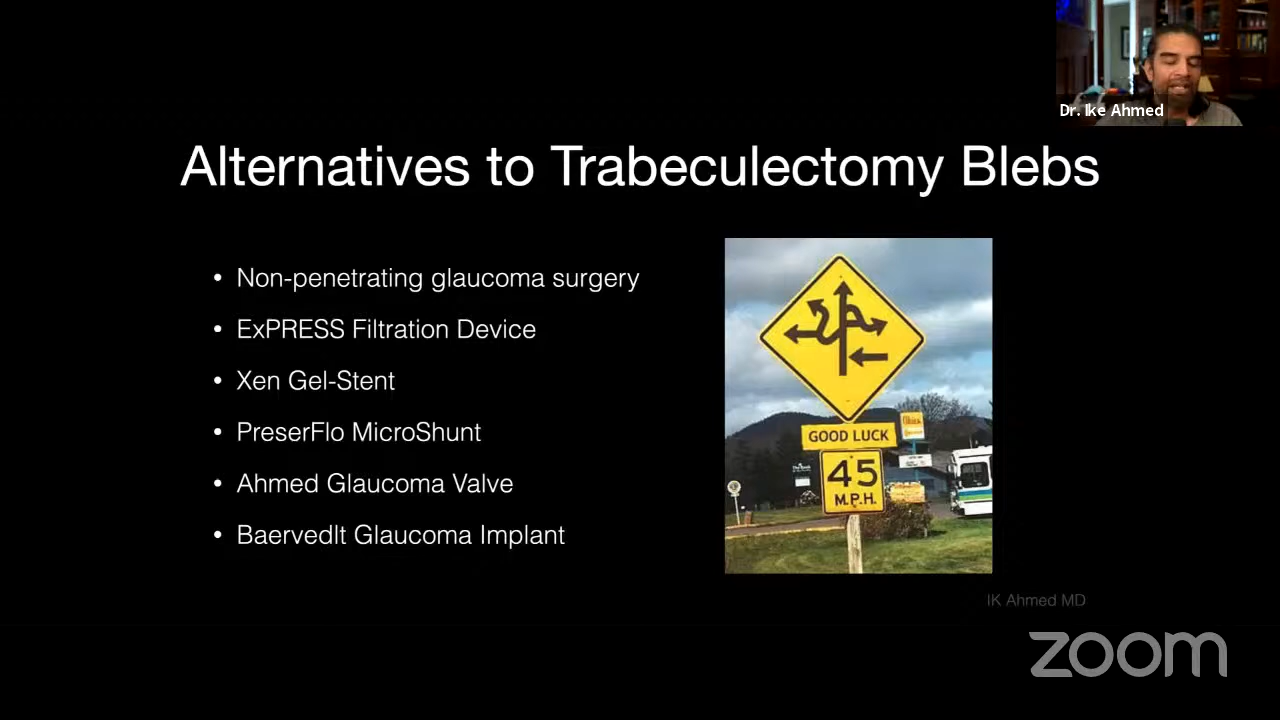 Dr. Ike Ahmed
Alternatives to Trabeculectomy Blebs
• Non-penetrating glaucoma surgery
• ExPRESS Filtration Device
• Xen Gel-Stent
• PreserFlo MicroShunt
• Ahmed Glaucoma Valve
• Baervedlt Glaucoma Implant
GOOD LUCK
45
M.P.H.
IK Ahmed MD
zoom